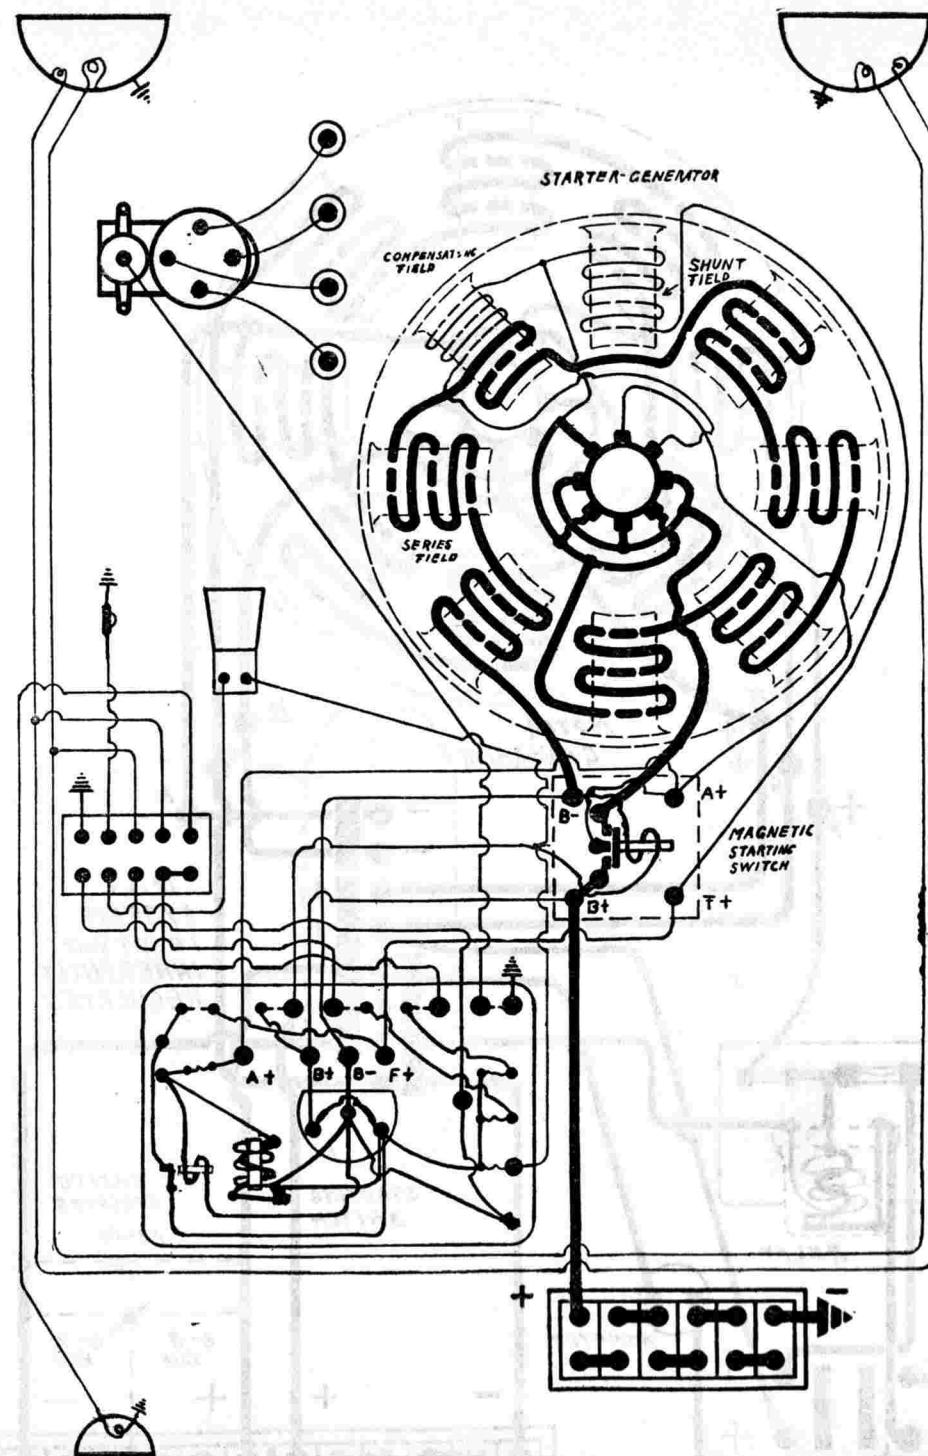 STARTER-GENERATOR
COMPENSATING
FIELD
SHUNT
FIELD
SERIES
FIELD
B-
A+
MAGNETIC
STARTING
SWITCH
B+
F+
A+
B+
B-
F+
+
-